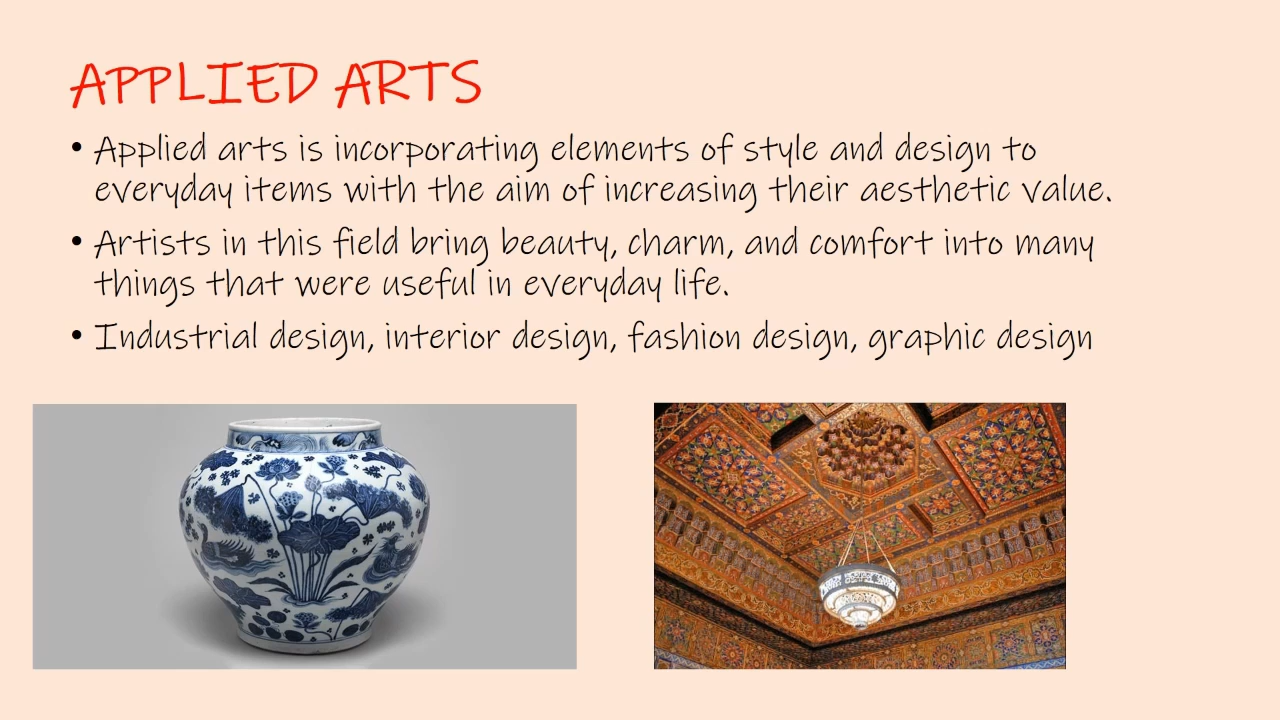 APPLIED ARTS
• Applied arts is incorporating elements of style and design to
everyday items with the aim of increasing their aesthetic value.
• Artists in this field bring beauty, charm, and comfort into many
things that were useful in everyday life.
• Industrial design, interior design, fashion design, graphic design